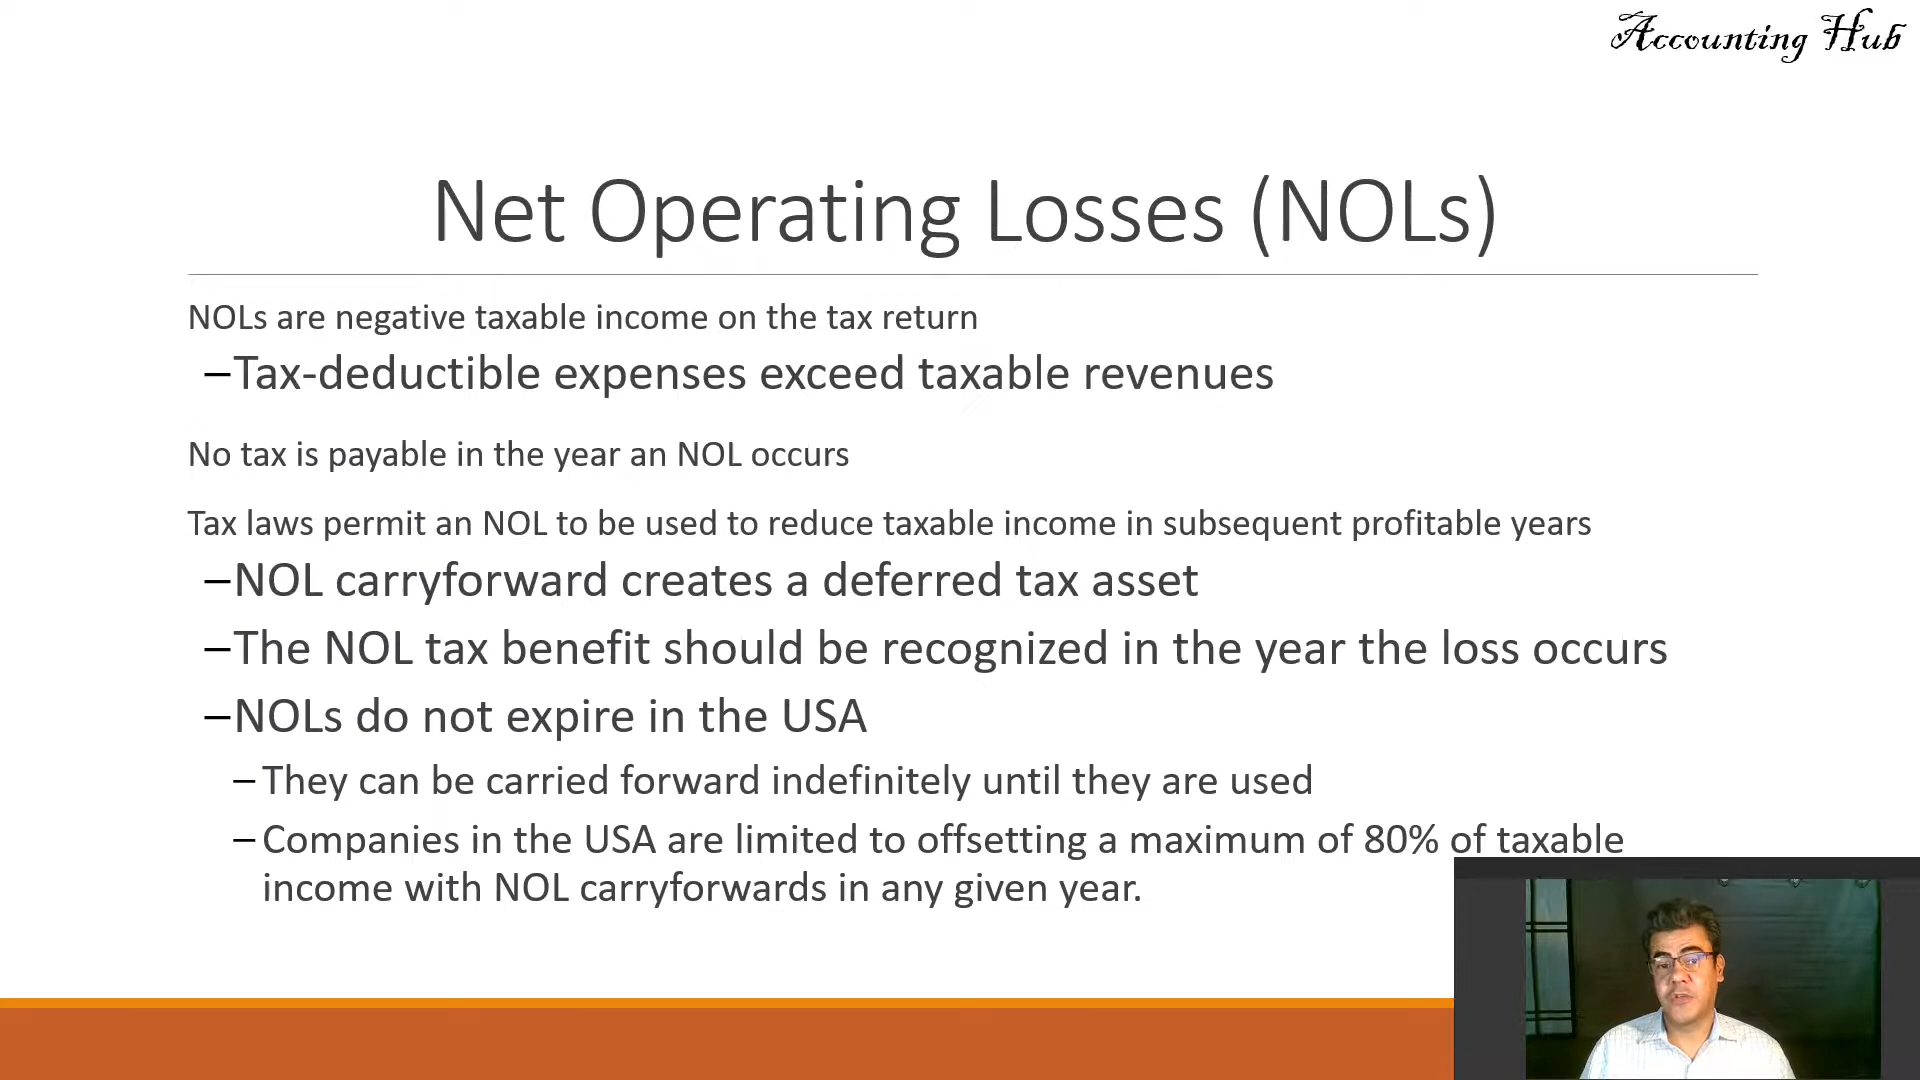 Accounting Hub
Net Operating Losses (NOLs)
NOLs are negative taxable income on the tax return
–Tax-deductible expenses exceed taxable revenues
No tax is payable in the year an NOL occurs
Tax laws permit an NOL to be used to reduce taxable income in subsequent profitable years
–NOL carryforward creates a deferred tax asset
–The NOL tax benefit should be recognized in the year the loss occurs
–NOLs do not expire in the USA
–They can be carried forward indefinitely until they are used
–Companies in the USA are limited to offsetting a maximum of 80% of taxable
income with NOL carryforwards in any given year.